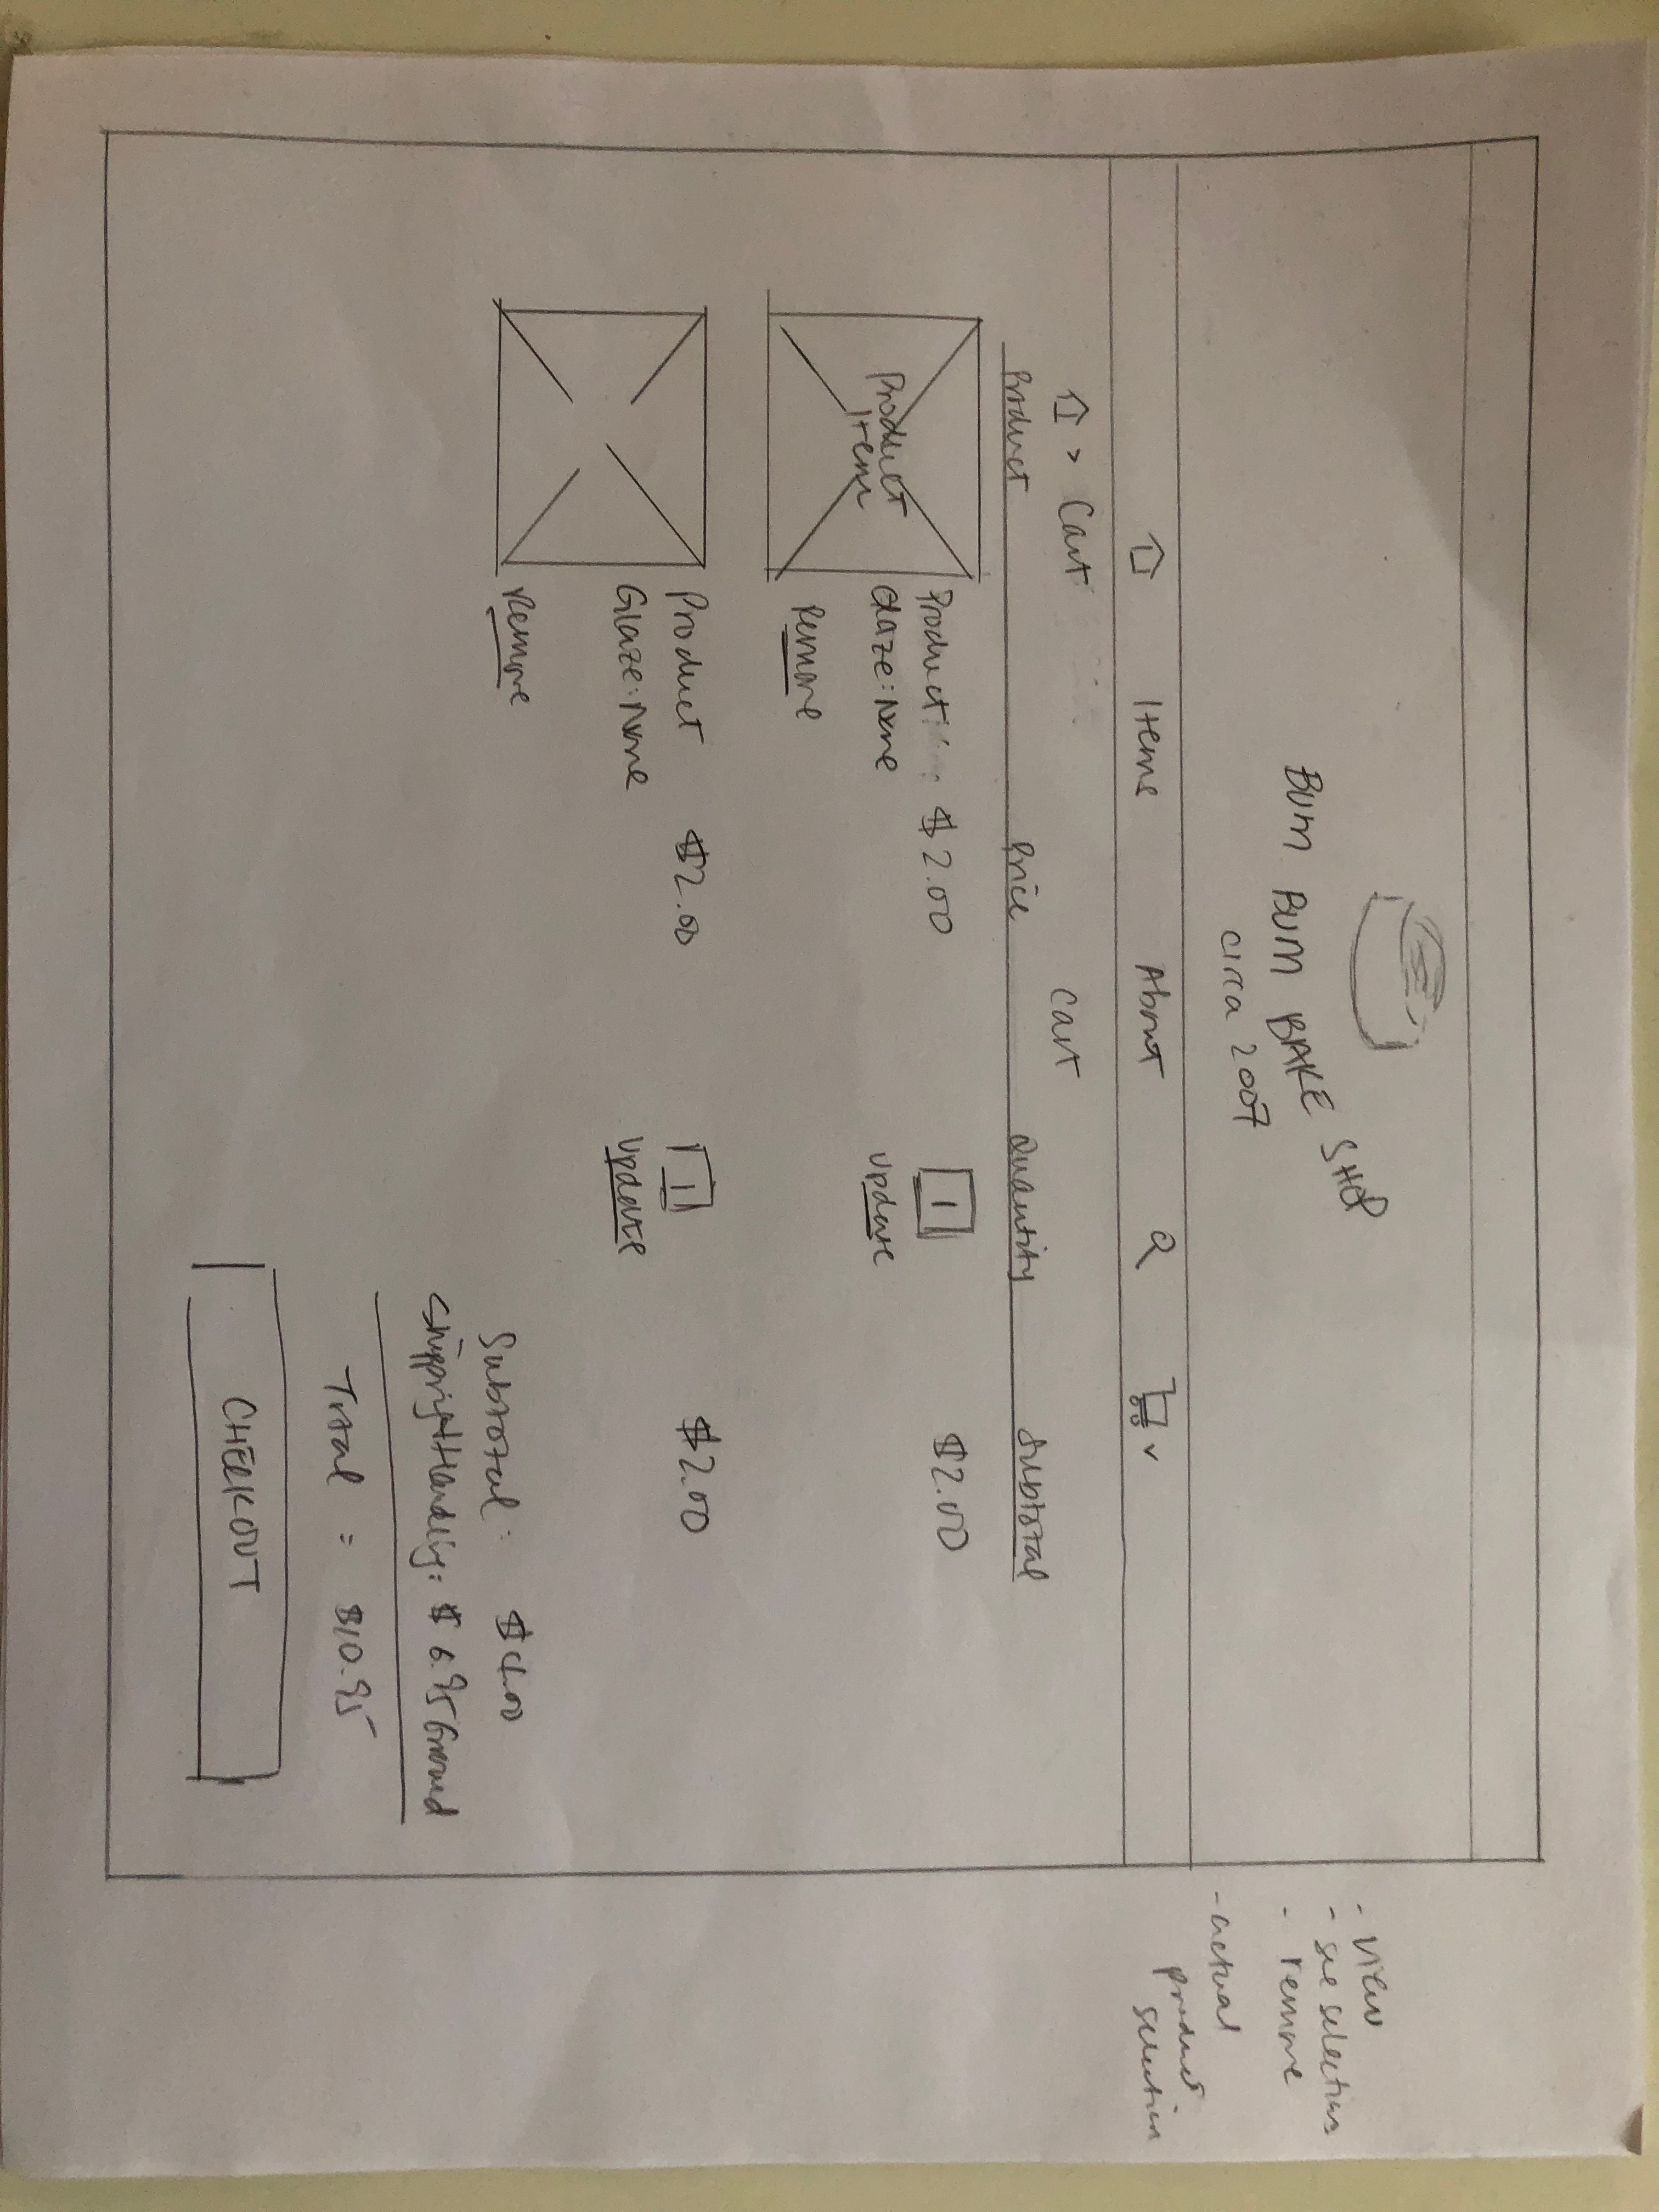 BUM BUM BAKE SHOP
circa 2007
Items About
> Cart
Cart
Product Price Quantity Subtotal
Product Item
Product $2.00 1 $2.00
Glaze: None Update
Remove
Product $2.00 1 $2.00
Glaze: None Update
Remove
Subtotal: $4.00
Shipping + Handling: $6.95 Ground
Total = $10.95
CHECKOUT
- view
- see selection
- remove
- actual
product
selection